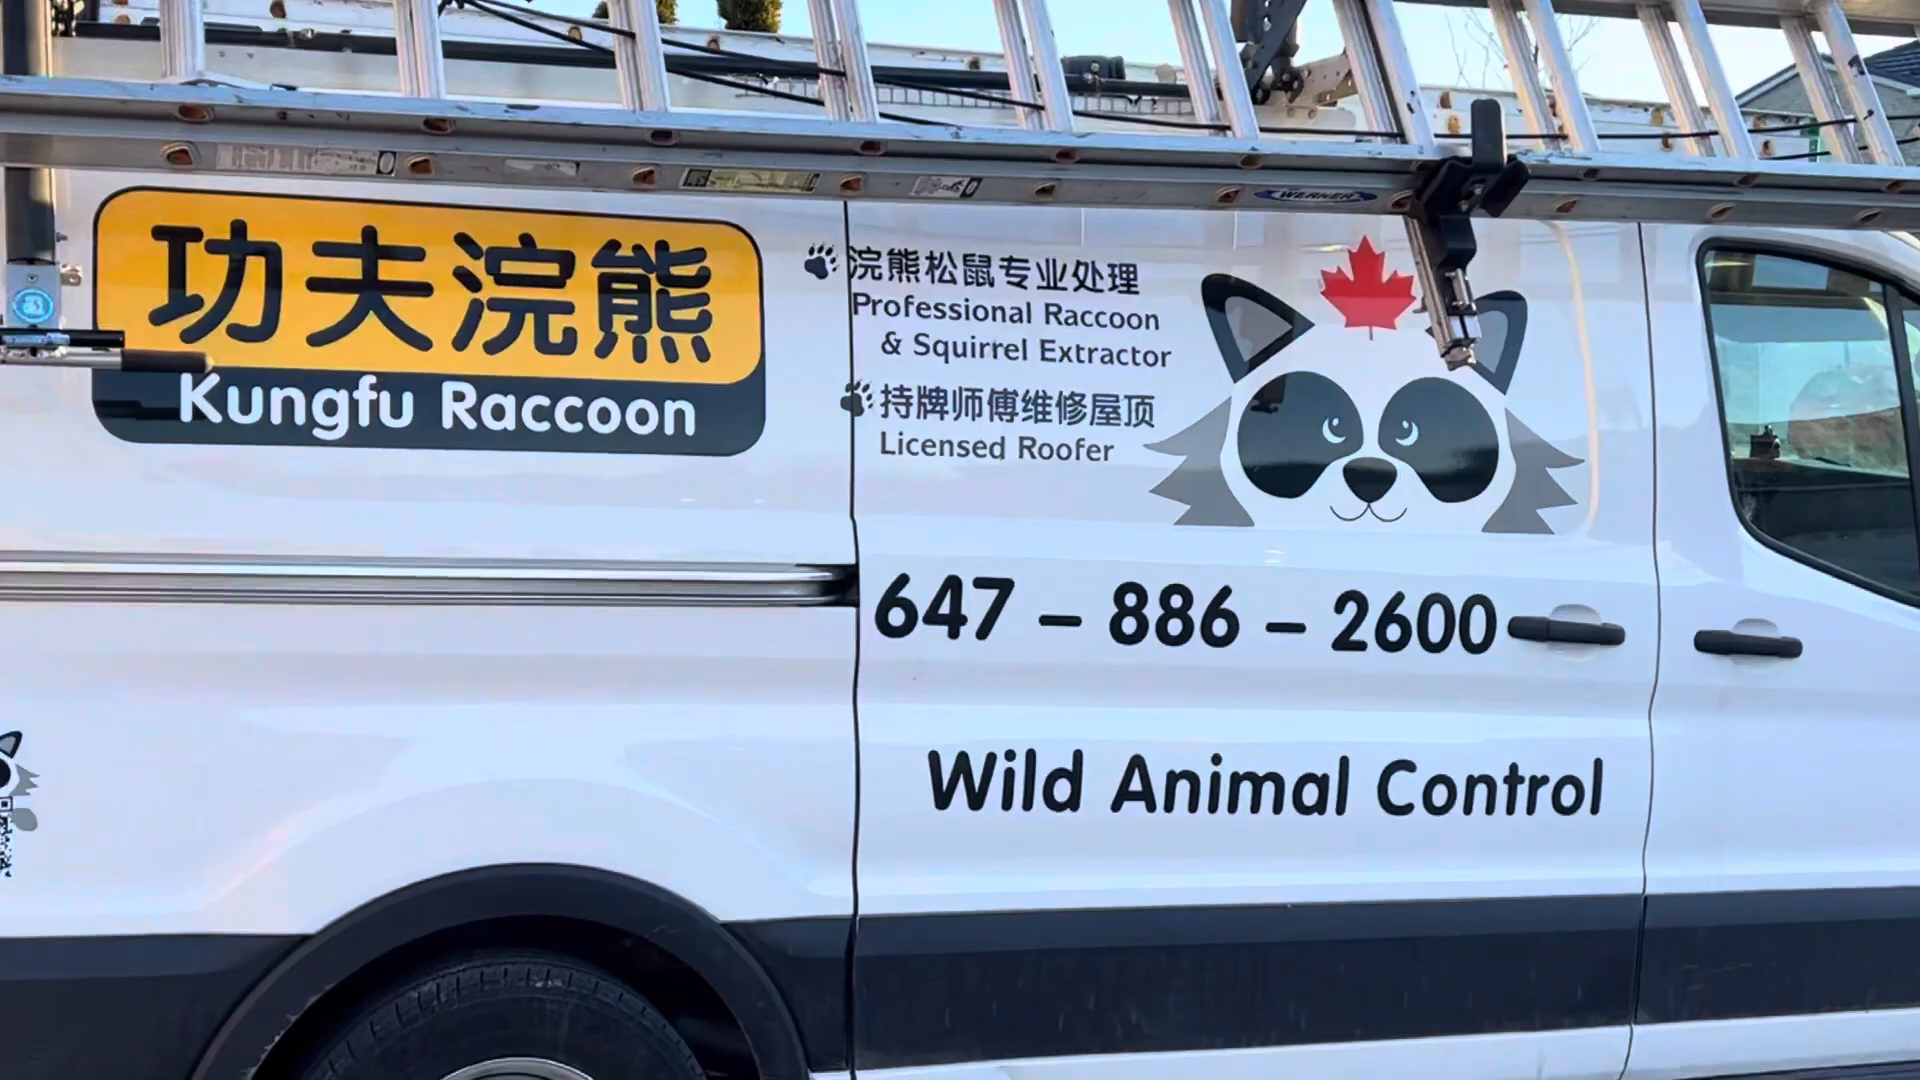 WERNER
功夫浣熊
Kungfu Raccoon
浣熊松鼠专业处理
Professional Raccoon
& Squirrel Extractor
持牌师傅维修屋顶
Licensed Roofer
647 – 886 – 2600
Wild Animal Control